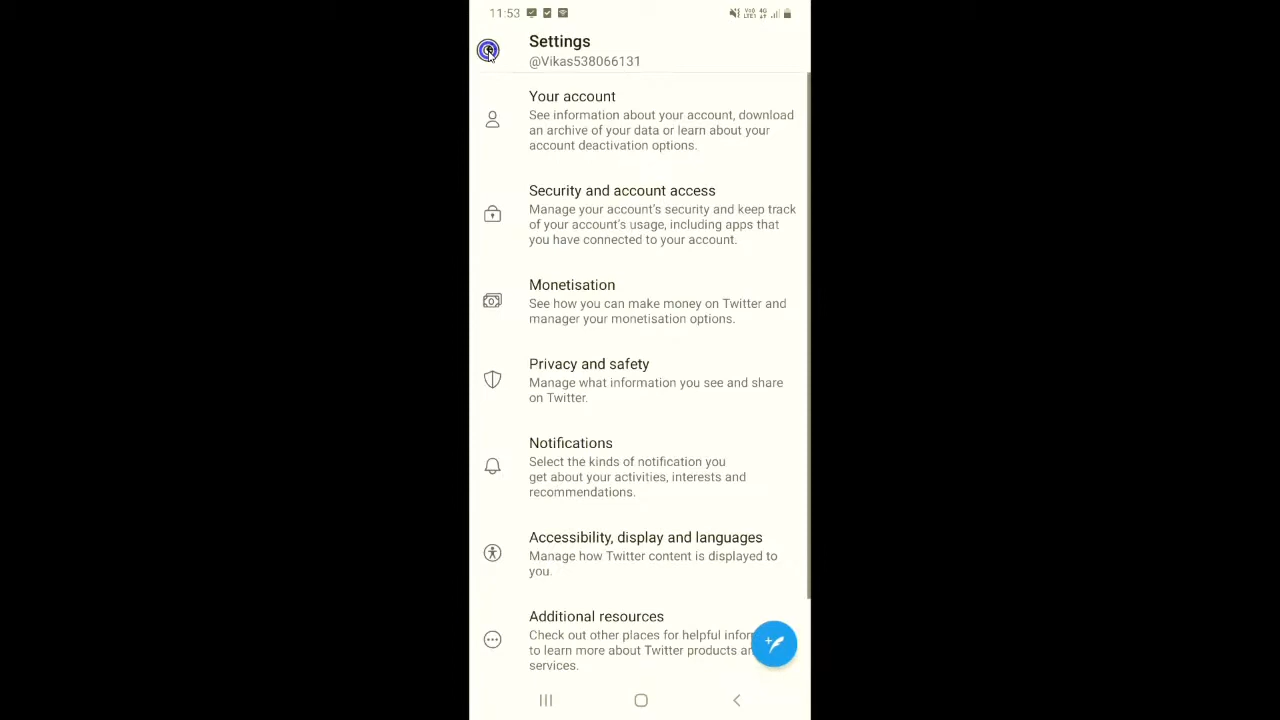 11:53
Vo)) 4G
LTE1
Settings
@Vikas538066131
Your account
See information about your account, download
an archive of your data or learn about your
account deactivation options.
Security and account access
Manage your account's security and keep track
of your account's usage, including apps that
you have connected to your account.
Monetisation
See how you can make money on Twitter and
manager your monetisation options.
Privacy and safety
Manage what information you see and share
on Twitter.
Notifications
Select the kinds of notification you
get about your activities, interests and
recommendations.
Accessibility, display and languages
Manage how Twitter content is displayed to
you.
Additional resources
Check out other places for helpful infor
to learn more about Twitter products ar
services.